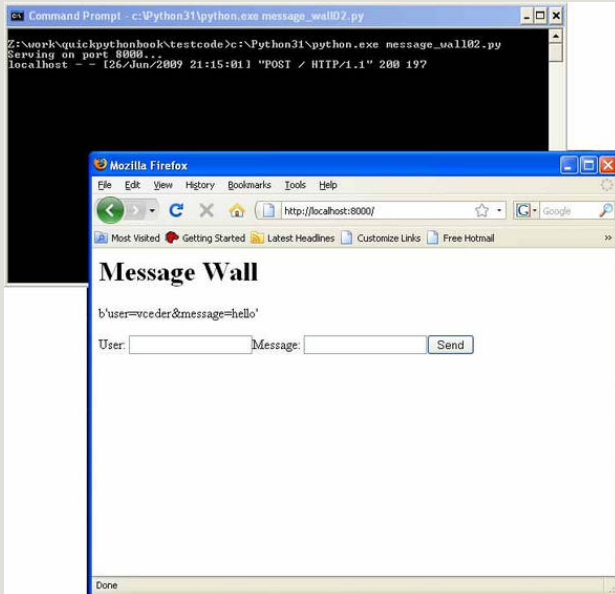 Command Prompt - c:\Python31\python.exe message_wall02.py
Z:\work\quickpythonbook\testcode>c:\Python31\python.exe message_wall02.py
Serving on port 8000...
localhost - - [26/Jun/2009 21:15:01] "POST / HTTP/1.1" 200 197
Mozilla Firefox
File Edit View History Bookmarks Tools Help
http://localhost:8000/ G Google
Most Visited Getting Started Latest Headlines Customize Links Free Hotmail »
Message Wall
b'user=vceder&message=hello'
User: Message: Send
Done